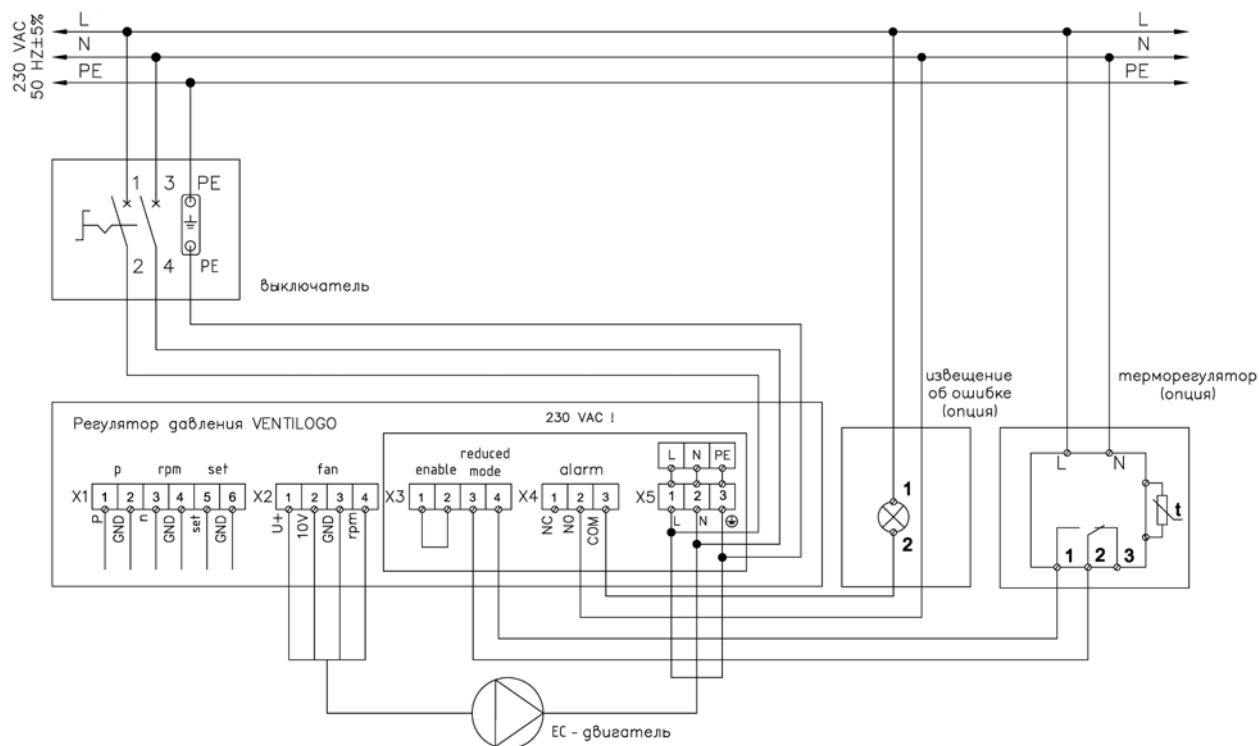 L L
230 VAC
50 HZ±5%
N N
PE PE
1 3 PE
2 4 PE
выключатель
извещение
об ошибке
(опция)
терморегулятор
(опция)
Регулятор давления VENTILOGO
230 VAC !
p rpm set
fan
enable
reduced
mode
alarm
L N PE
X1 1 2 3 4 5 6
X2 1 2 3 4
X3 1 2 3 4
X4 1 2 3
X5 1 2 3
P GND n GND set GND
U+ 10V GND rpm
NC NO COM
L N
1
2
L N
t
1 2 3
EC - двигатель